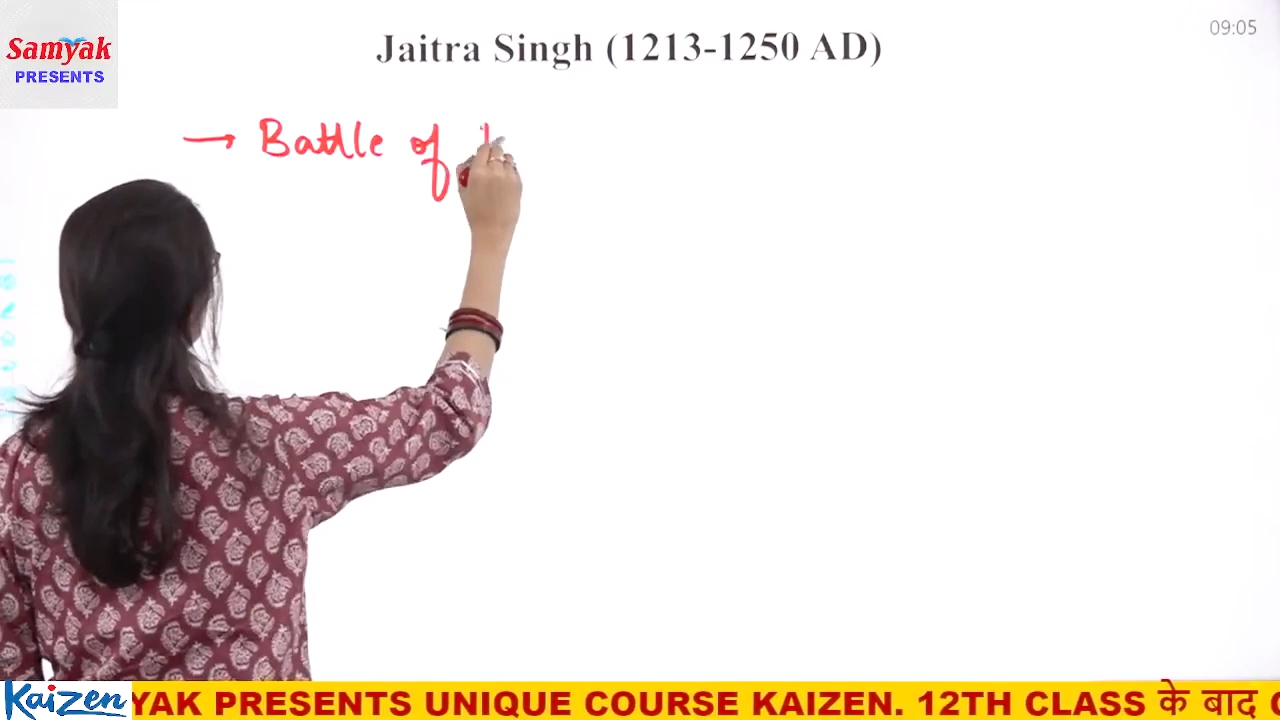 Samyak
PRESENTS
09:05
Jaitra Singh (1213-1250 AD)
→ Battle of
Kaizen
YAK PRESENTS UNIQUE COURSE KAIZEN. 12TH CLASS के बाद